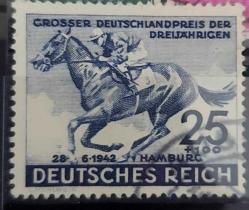 GROSSER DEUTSCHLANDPREIS DER
DREIJÄHRIGEN
25
+100
28 6·1942 HAMBURG
DEUTSCHES REICH